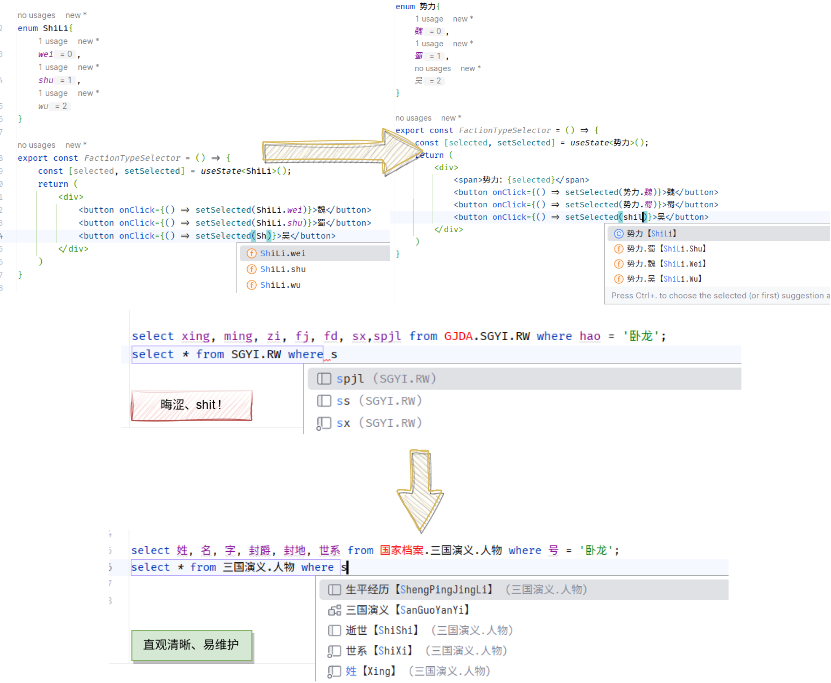 no usages new *
enum ShiLi{
1 usage new *
wei = 0 ,
1 usage new *
shu = 1 ,
1 usage new *
wu = 2
}
no usages new *
export const FactionTypeSelector = () => {
const [selected, setSelected] = useState<ShiLi>();
return (
<div>
<button onClick={() => setSelected(ShiLi.wei)}>魏</button>
<button onClick={() => setSelected(ShiLi.shu)}>蜀</button>
<button onClick={() => setSelected(Sh)}>吴</button>
</div>
)
}
ShiLi.wei
ShiLi.shu
ShiLi.wu
enum 势力{
1 usage new *
魏 = 0 ,
1 usage new *
蜀 = 1 ,
no usages new *
吴 = 2
}
no usages new *
export const FactionTypeSelector = () => {
const [selected, setSelected] = useState<势力>();
return (
<div>
<span>势力: {selected}</span>
<button onClick={() => setSelected(势力.魏)}>魏</button>
<button onClick={() => setSelected(势力.蜀)}>蜀</button>
<button onClick={() => setSelected(shil)}>吴</button>
</div>
)
}
势力【ShiLi】
势力.蜀【ShiLi.Shu】
势力.魏【ShiLi.Wei】
势力.吴【ShiLi.Wu】
Press Ctrl+. to choose the selected (or first) suggestion a
select xing, ming, zi, fj, fd, sx,spjl from GJDA.SGYI.RW where hao = '卧龙';
select * from SGYI.RW where s
spjl (SGYI.RW)
ss (SGYI.RW)
sx (SGYI.RW)
晦涩、shit！
select 姓, 名, 字, 封爵, 封地, 世系 from 国家档案.三国演义.人物 where 号 = '卧龙';
select * from 三国演义.人物 where s
生平经历【ShengPingJingLi】 (三国演义.人物)
三国演义【SanGuoYanYi】
逝世【ShiShi】 (三国演义.人物)
世系【ShiXi】 (三国演义.人物)
姓【Xing】 (三国演义.人物)
直观清晰、易维护